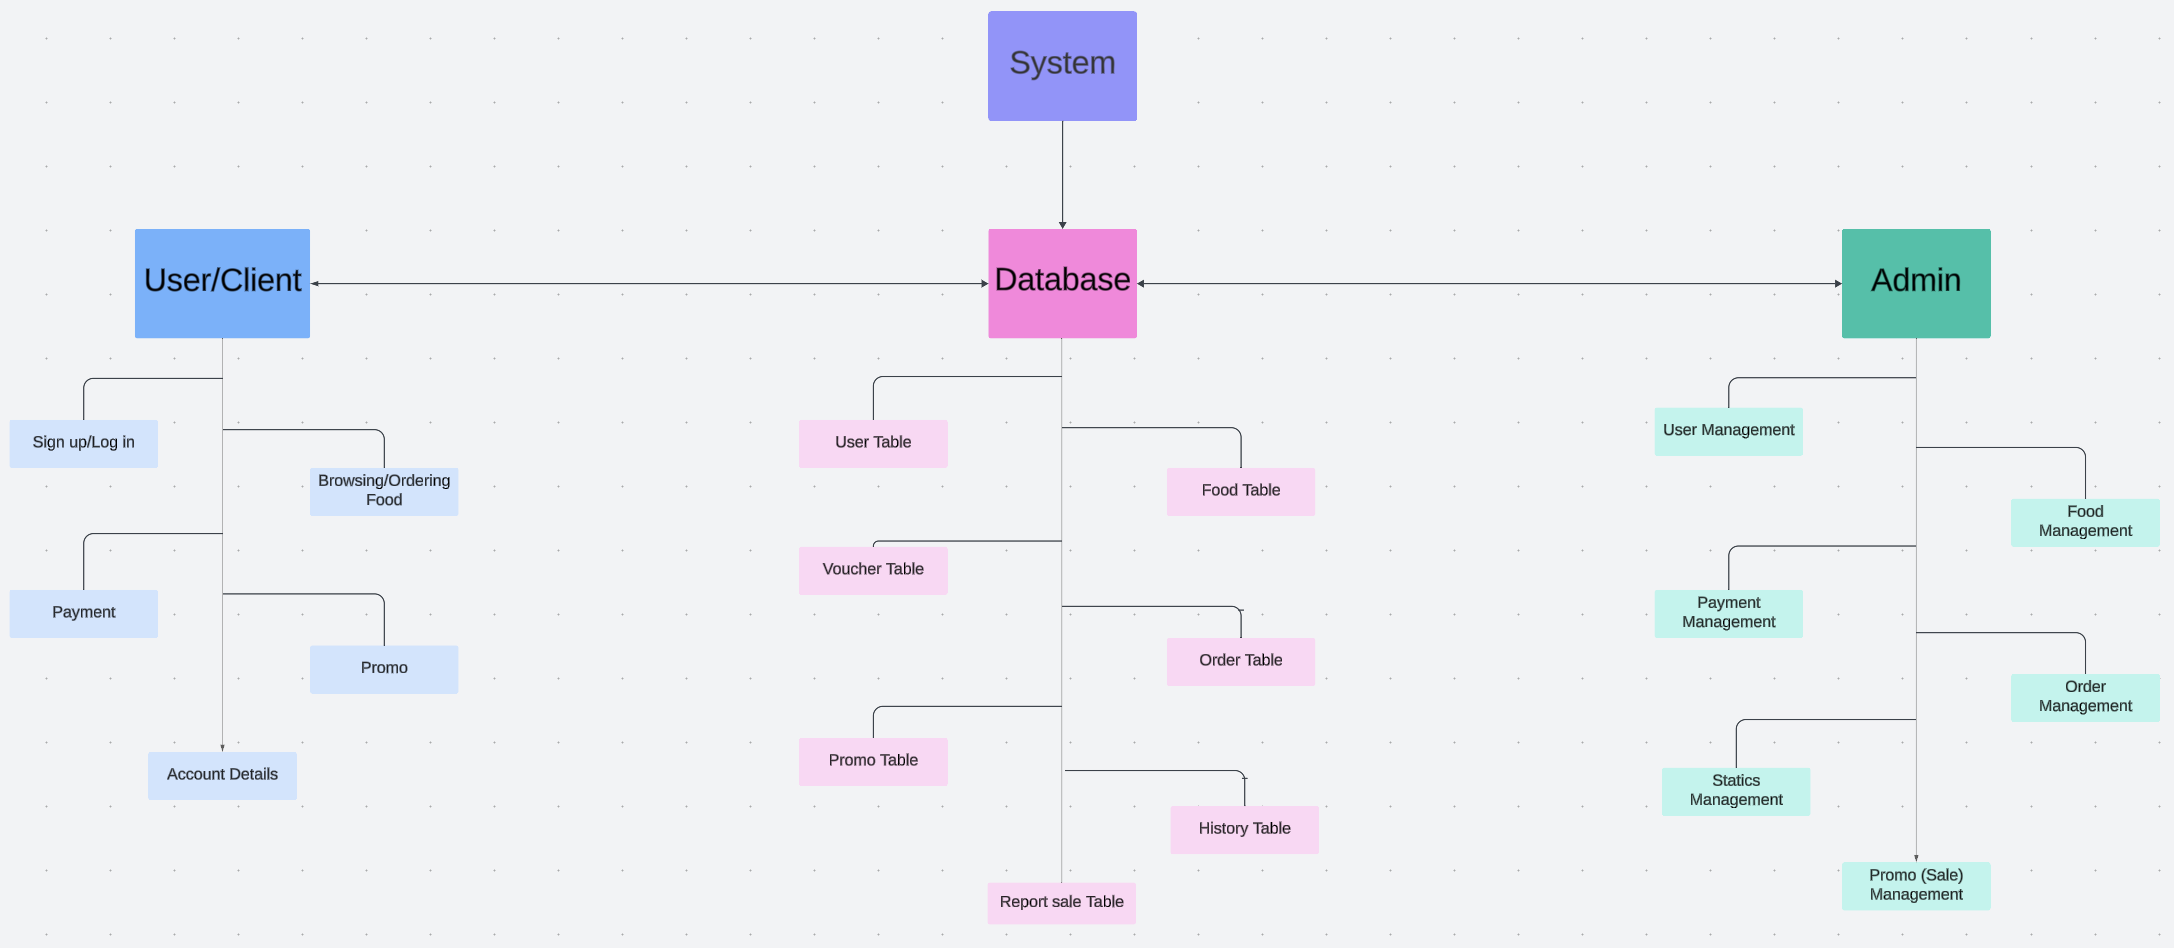 System
User/Client
Database
Admin
Sign up/Log in
Browsing/Ordering
Food
Payment
Promo
Account Details
User Table
Food Table
Voucher Table
Order Table
Promo Table
History Table
Report sale Table
User Management
Food
Management
Payment
Management
Order
Management
Statics
Management
Promo (Sale)
Management